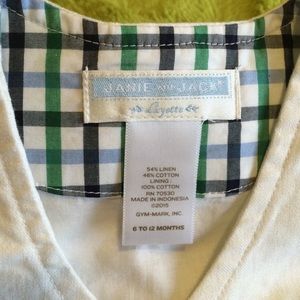 JANIE AND JACK
Layette
54% LINEN
46% COTTON
LINING:
100% COTTON
RN 70530
MADE IN INDONESIA
©2015
GYM-MARK, INC.
6 TO 12 MONTHS